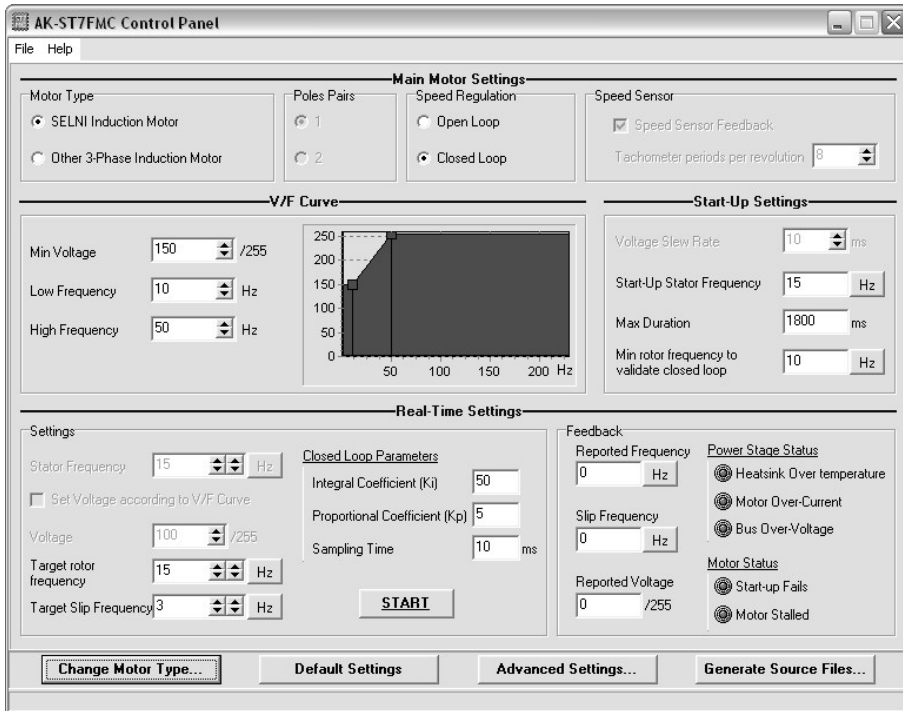 AK-ST7FMC Control Panel
File Help
Main Motor Settings
Motor Type
SELNI Induction Motor
Other 3-Phase Induction Motor
Poles Pairs
1
2
Speed Regulation
Open Loop
Closed Loop
Speed Sensor
Speed Sensor Feedback
Tachometer periods per revolution 8
V/F Curve
Min Voltage 150 /255
Low Frequency 10 Hz
High Frequency 50 Hz
250
200
150
100
50
0
50 100 150 200 Hz
Start-Up Settings
Voltage Slew Rate 10 ms
Start-Up Stator Frequency 15 Hz
Max Duration 1800 ms
Min rotor frequency to
validate closed loop 10 Hz
Real-Time Settings
Settings
Stator Frequency 15 Hz
Set Voltage according to V/F Curve
Voltage 100 /255
Target rotor
frequency 15 Hz
Target Slip Frequency 3 Hz
Closed Loop Parameters
Integral Coefficient (Ki) 50
Proportional Coefficient (Kp) 5
Sampling Time 10 ms
START
Feedback
Reported Frequency
0 Hz
Slip Frequency
0 Hz
Reported Voltage
0 /255
Power Stage Status
Heatsink Over temperature
Motor Over-Current
Bus Over-Voltage
Motor Status
Start-up Fails
Motor Stalled
Change Motor Type... Default Settings Advanced Settings... Generate Source Files...